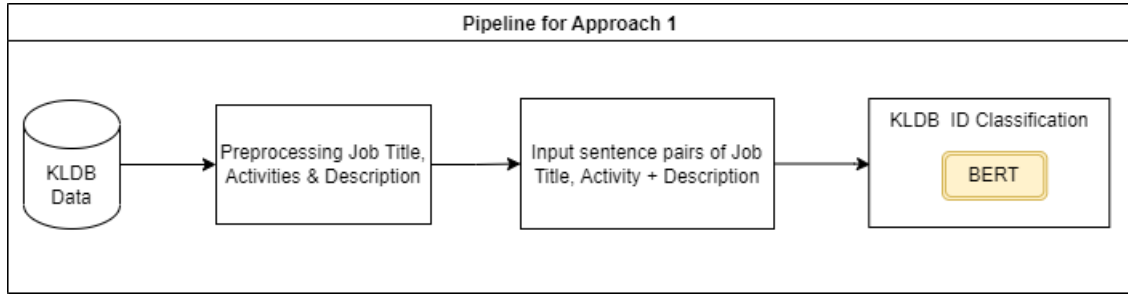 Pipeline for Approach 1
KLDB
Data
Preprocessing Job Title,
Activities & Description
Input sentence pairs of Job
Title, Activity + Description
KLDB ID Classification
BERT